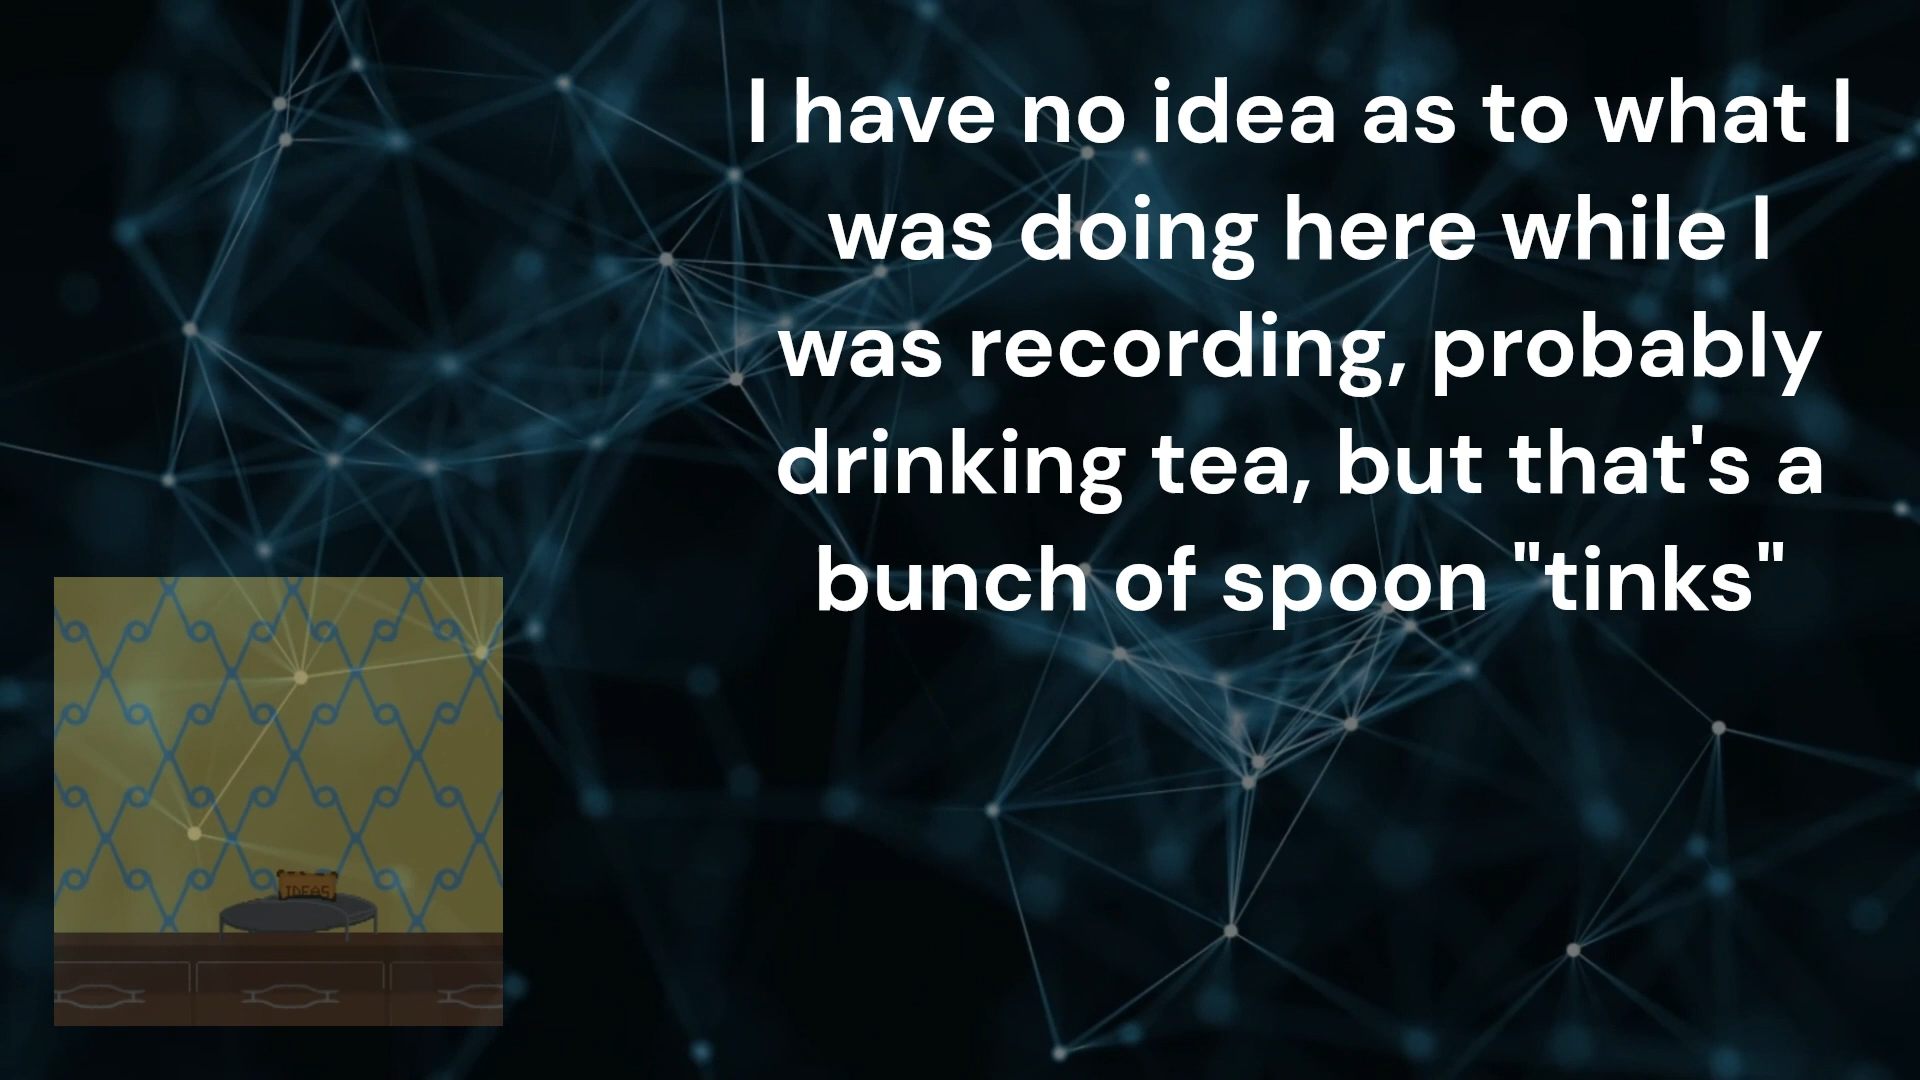 I have no idea as to what I
was doing here while I
was recording, probably
drinking tea, but that's a
bunch of spoon "tinks"
IDEAS